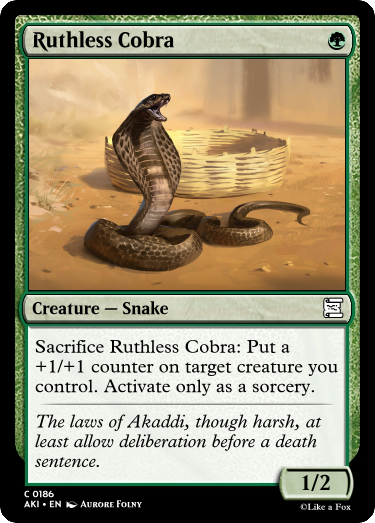 Ruthless Cobra
Creature — Snake
Sacrifice Ruthless Cobra: Put a
+1/+1 counter on target creature you
control. Activate only as a sorcery.
The laws of Akaddi, though harsh, at
least allow deliberation before a death
sentence.
1/2
C 0186
AKI • EN Aurore Folny
©Like a Fox